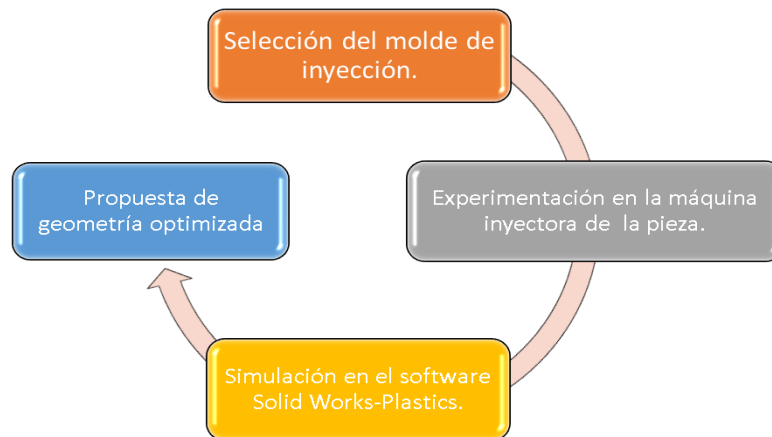 Selección del molde de
inyección.
Experimentación en la máquina
inyectora de la pieza.
Simulación en el software
Solid Works-Plastics.
Propuesta de
geometría optimizada